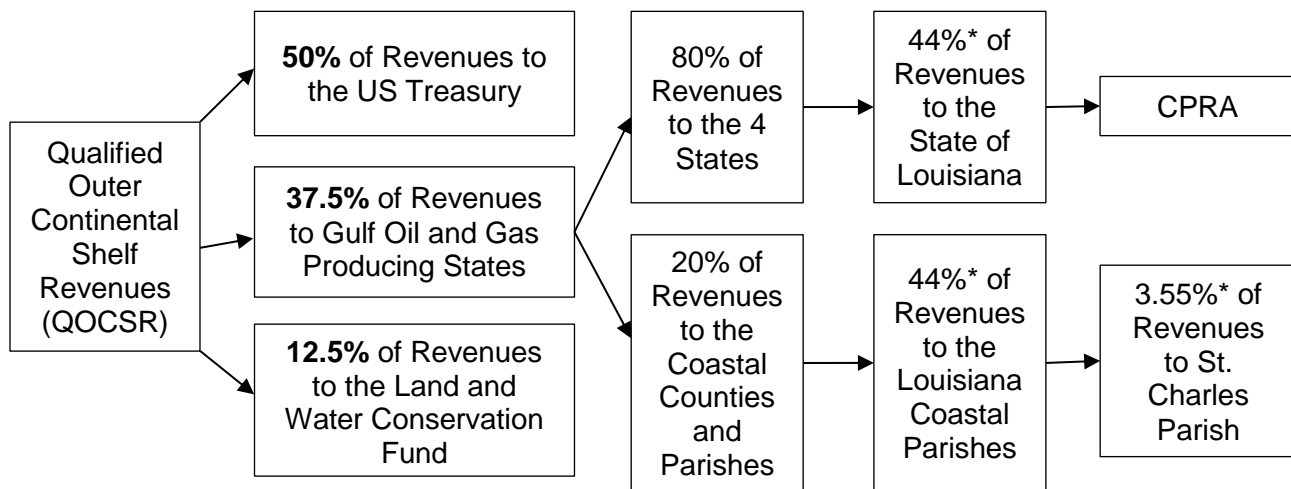 Qualified
Outer
Continental
Shelf
Revenues
(QOCSR)
50% of Revenues to
the US Treasury
37.5% of Revenues
to Gulf Oil and Gas
Producing States
12.5% of Revenues
to the Land and
Water Conservation
Fund
80% of
Revenues
to the 4
States
20% of
Revenues
to the
Coastal
Counties
and
Parishes
44%* of
Revenues
to the
State of
Louisiana
44%* of
Revenues
to the
Louisiana
Coastal
Parishes
CPRA
3.55%* of
Revenues
to St.
Charles
Parish